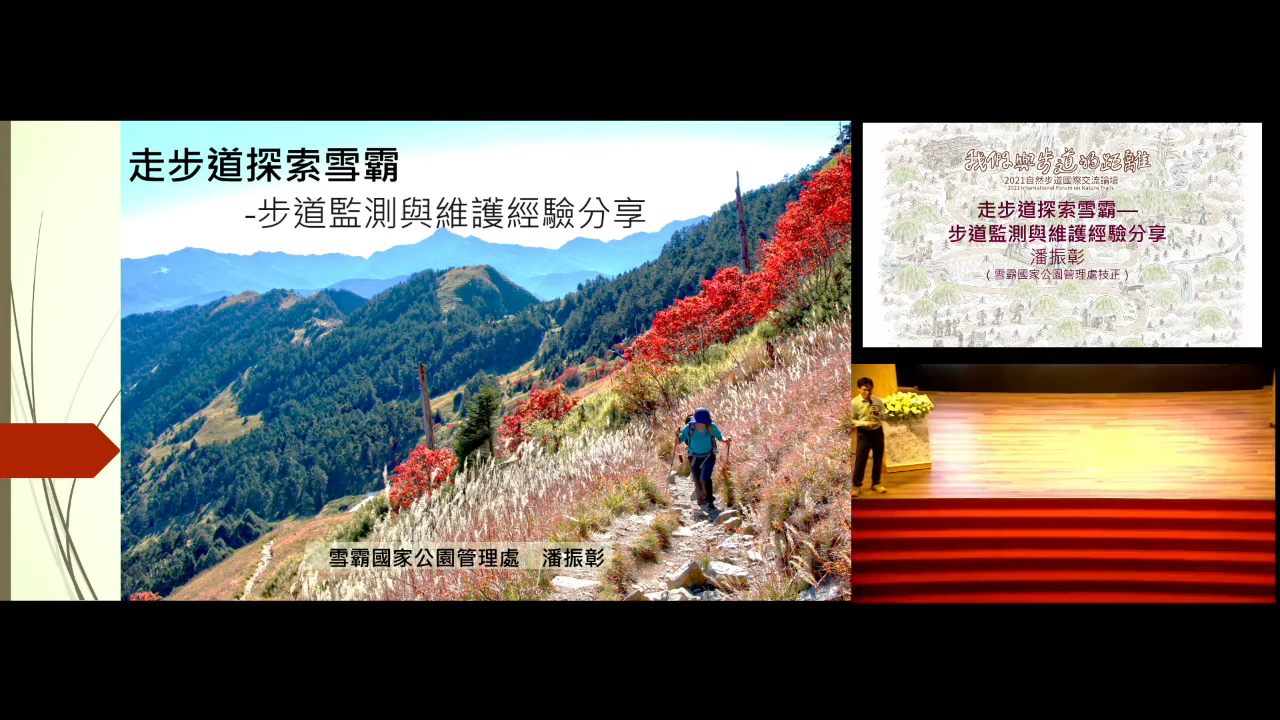 走步道探索雪霸
-步道監測與維護經驗分享
雪霸國家公園管理處 潘振彰
我們與步道的距離
2021自然步道國際交流論壇
2021 International Forum on Nature Trails
走步道探索雪霸—
步道監測與維護經驗分享
潘振彰
（雪霸國家公園管理處技正）